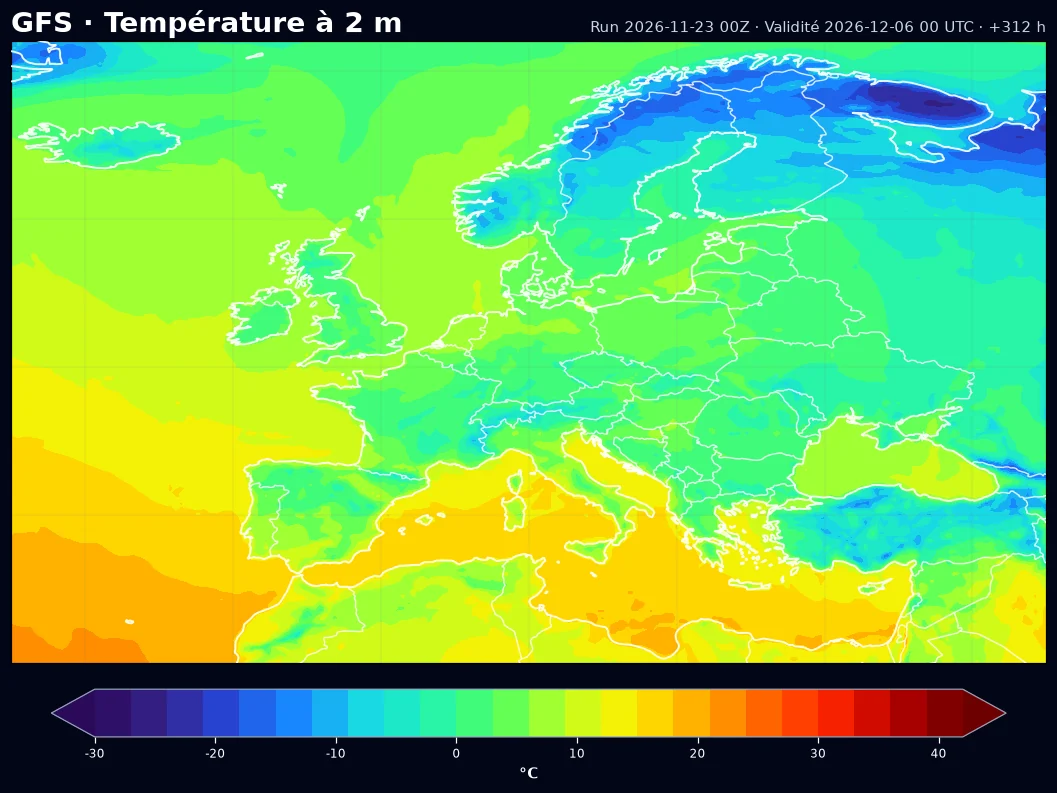 GFS · Température à 2 m
Run 2026-11-23 00Z · Validité 2026-12-06 00 UTC · +312 h
-30 -20 -10 0 10 20 30 40
°C